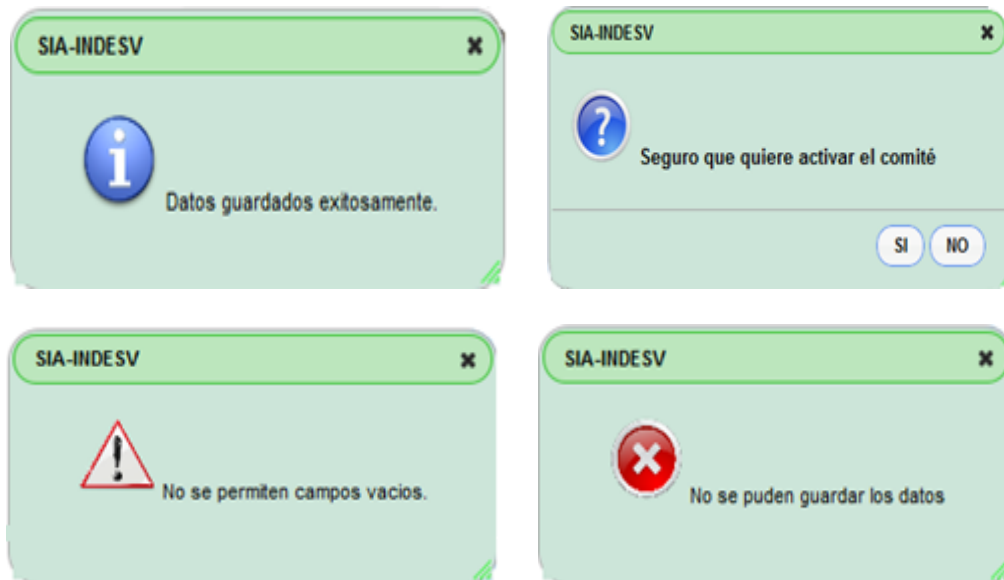 SIA-INDESV
Datos guardados exitosamente.
SIA-INDESV
Seguro que quiere activar el comité
SI
NO
SIA-INDESV
No se permiten campos vacios.
SIA-INDESV
No se puden guardar los datos